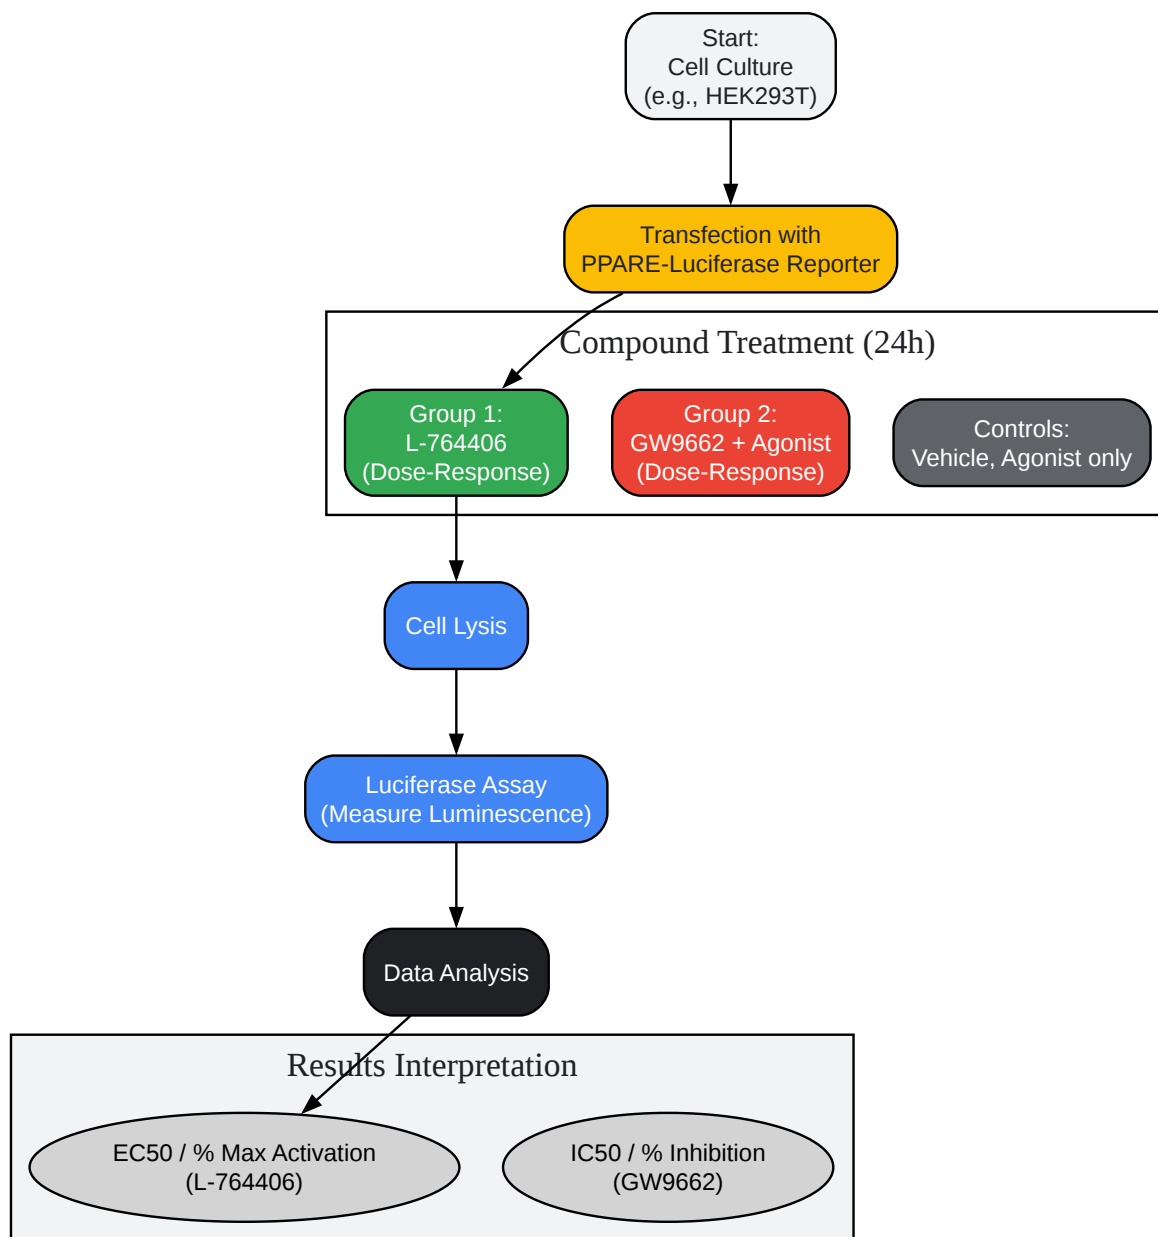 Start:
Cell Culture
(e.g., HEK293T)
Transfection with
PPARE-Luciferase Reporter
Compound Treatment (24h)
Group 1:
L-764406
(Dose-Response)
Group 2:
GW9662 + Agonist
(Dose-Response)
Controls:
Vehicle, Agonist only
Cell Lysis
Luciferase Assay
(Measure Luminescence)
Data Analysis
Results Interpretation
EC50 / % Max Activation
(L-764406)
IC50 / % Inhibition
(GW9662)